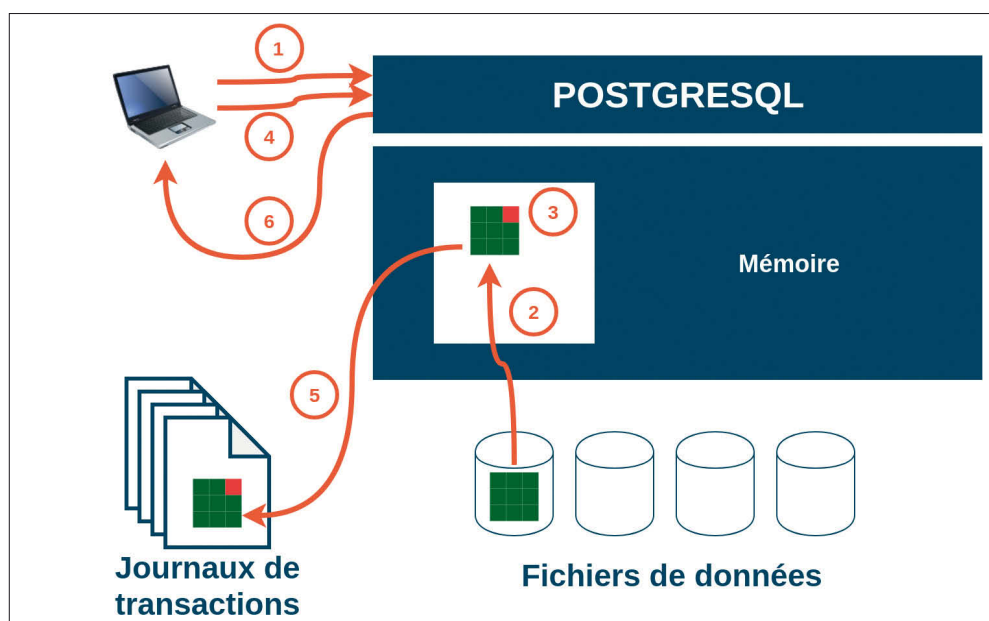 1
POSTGRESQL
4
3
6
Mémoire
2
5
Journaux de
transactions
Fichiers de données